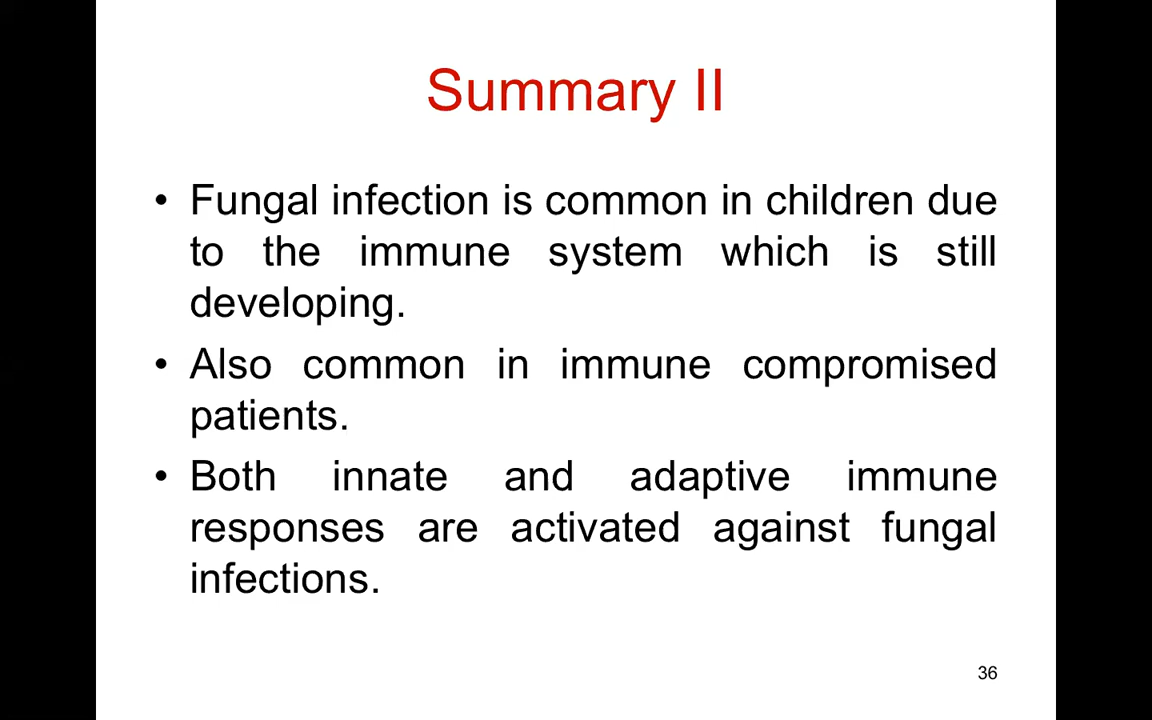 Summary II
• Fungal infection is common in children due
to the immune system which is still
developing.
• Also common in immune compromised
patients.
• Both innate and adaptive immune
responses are activated against fungal
infections.
36